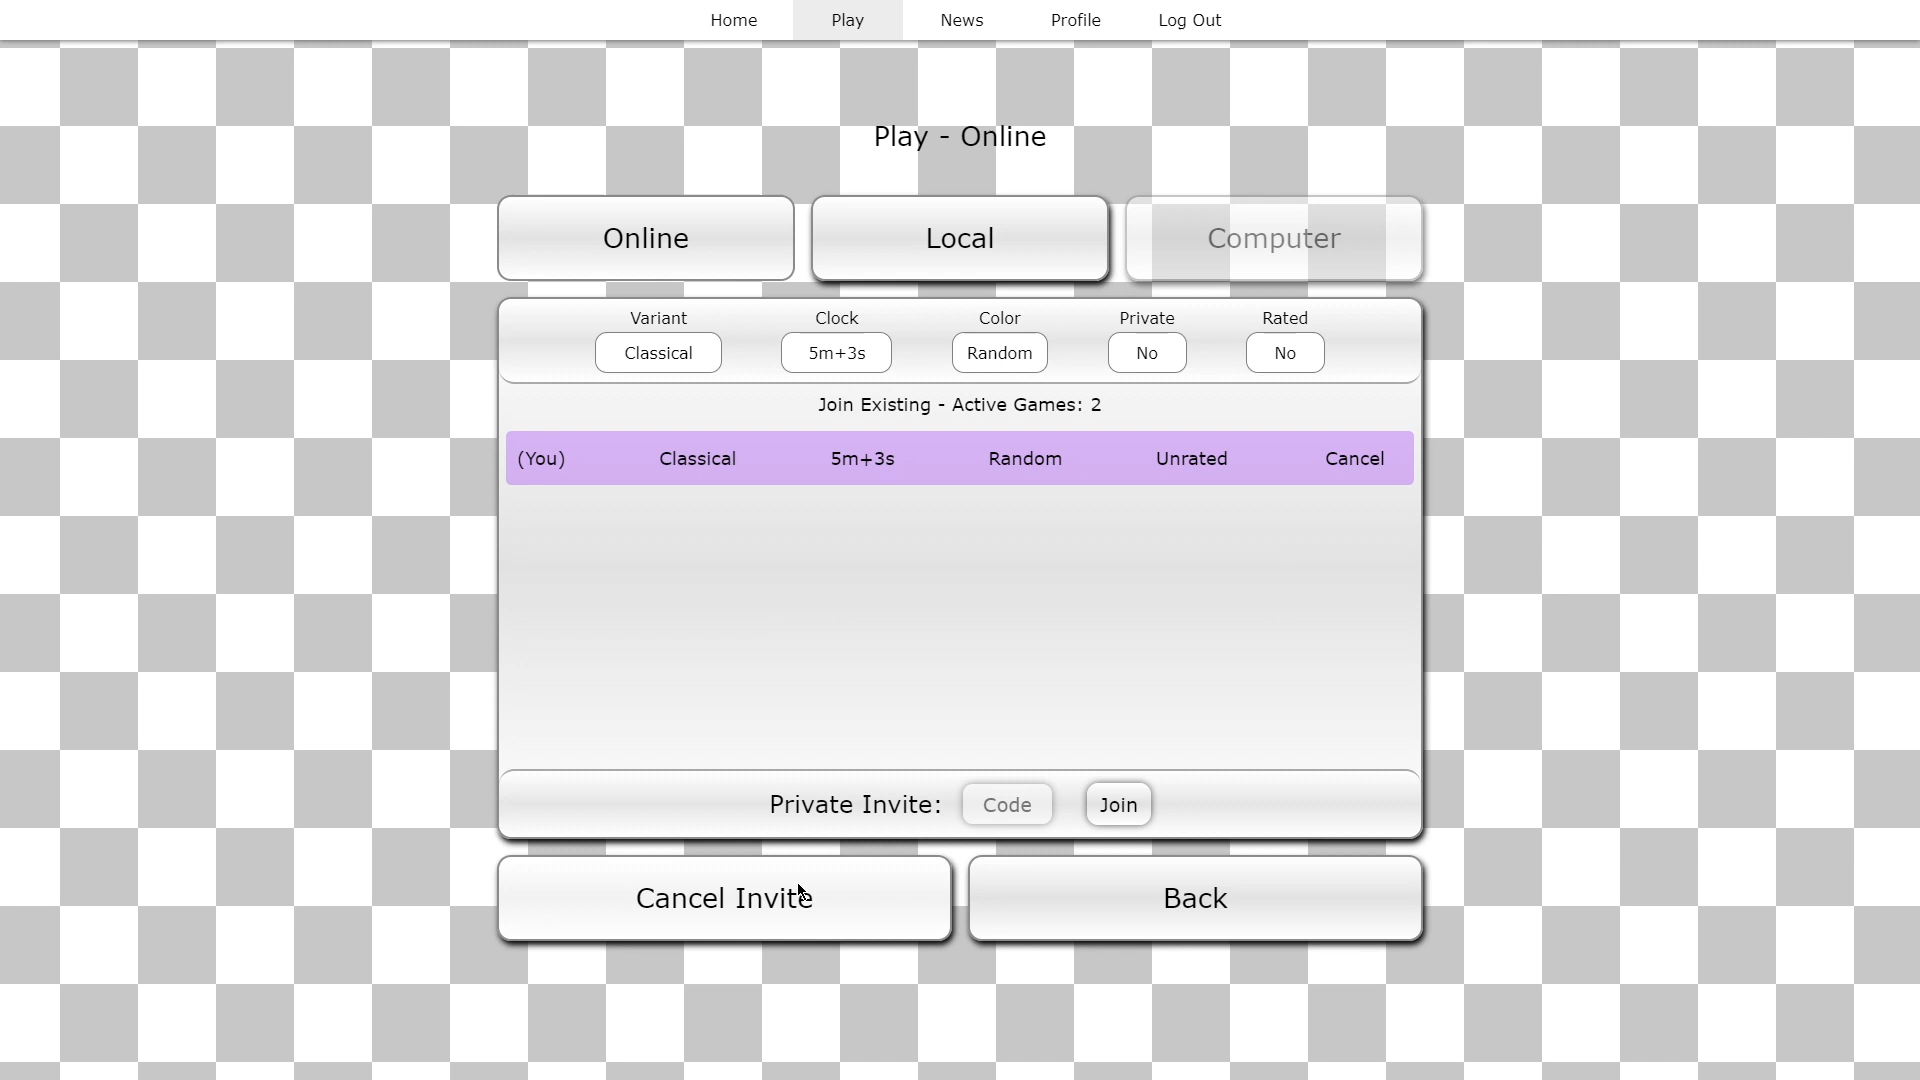 Home Play News Profile Log Out
Play - Online
Online Local Computer
Variant Clock Color Private Rated
Classical 5m+3s Random No No
Join Existing - Active Games: 2
(You) Classical 5m+3s Random Unrated Cancel
Private Invite: Code Join
Cancel Invite Back